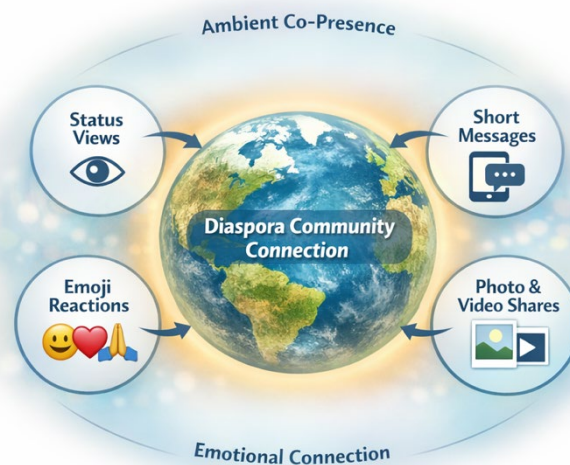 Ambient Co-Presence
Status
Views
Short
Messages
Diaspora Community
Connection
Emoji
Reactions
Photo &
Video Shares
Emotional Connection